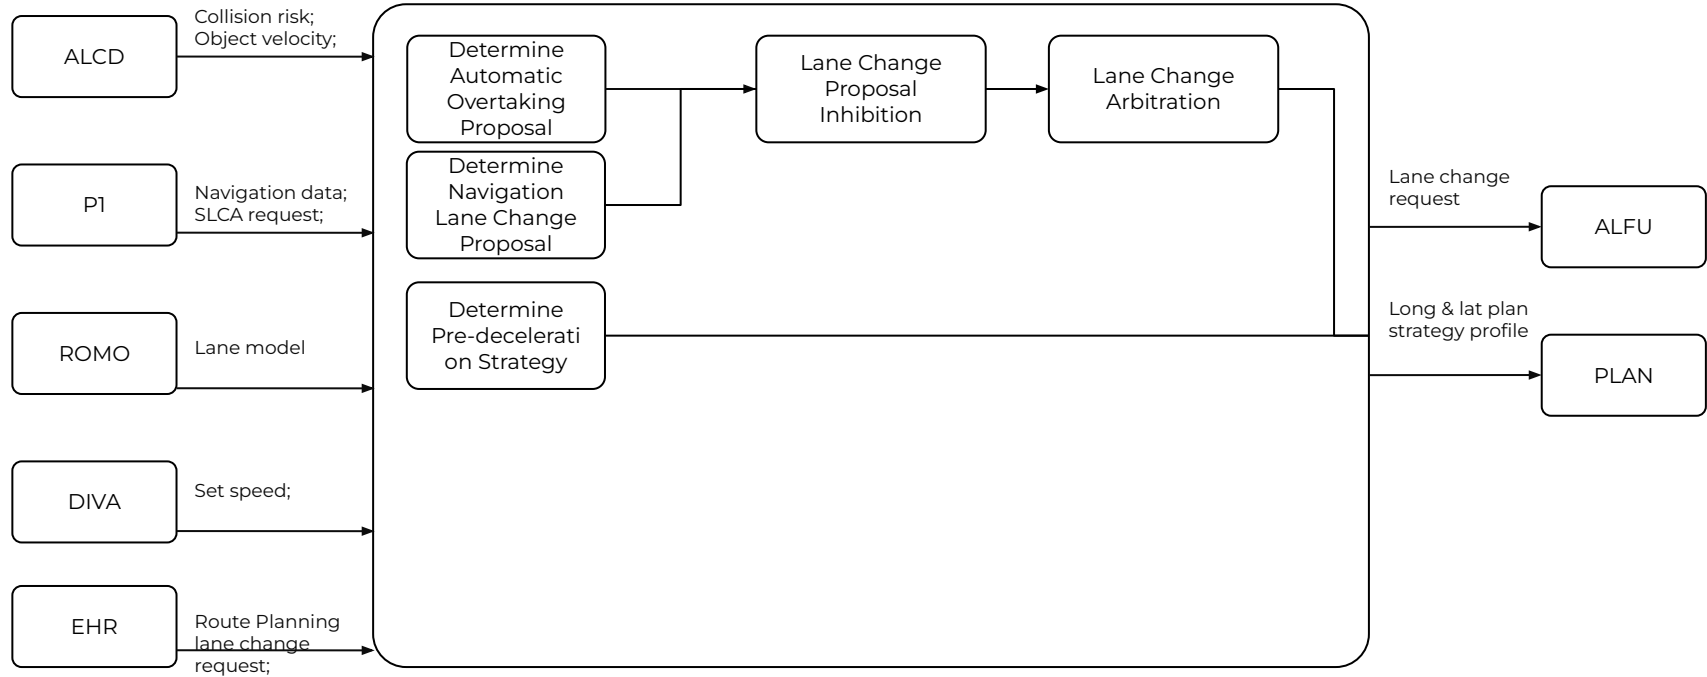 ALCD
Collision risk;
Object velocity;
P1
Navigation data;
SLCA request;
ROMO
Lane model
DIVA
Set speed;
EHR
Route Planning
lane change
request;
Determine
Automatic
Overtaking
Proposal
Determine
Navigation
Lane Change
Proposal
Determine
Pre-decelerati
on Strategy
Lane Change
Proposal
Inhibition
Lane Change
Arbitration
Lane change
request
ALFU
Long & lat plan
strategy profile
PLAN